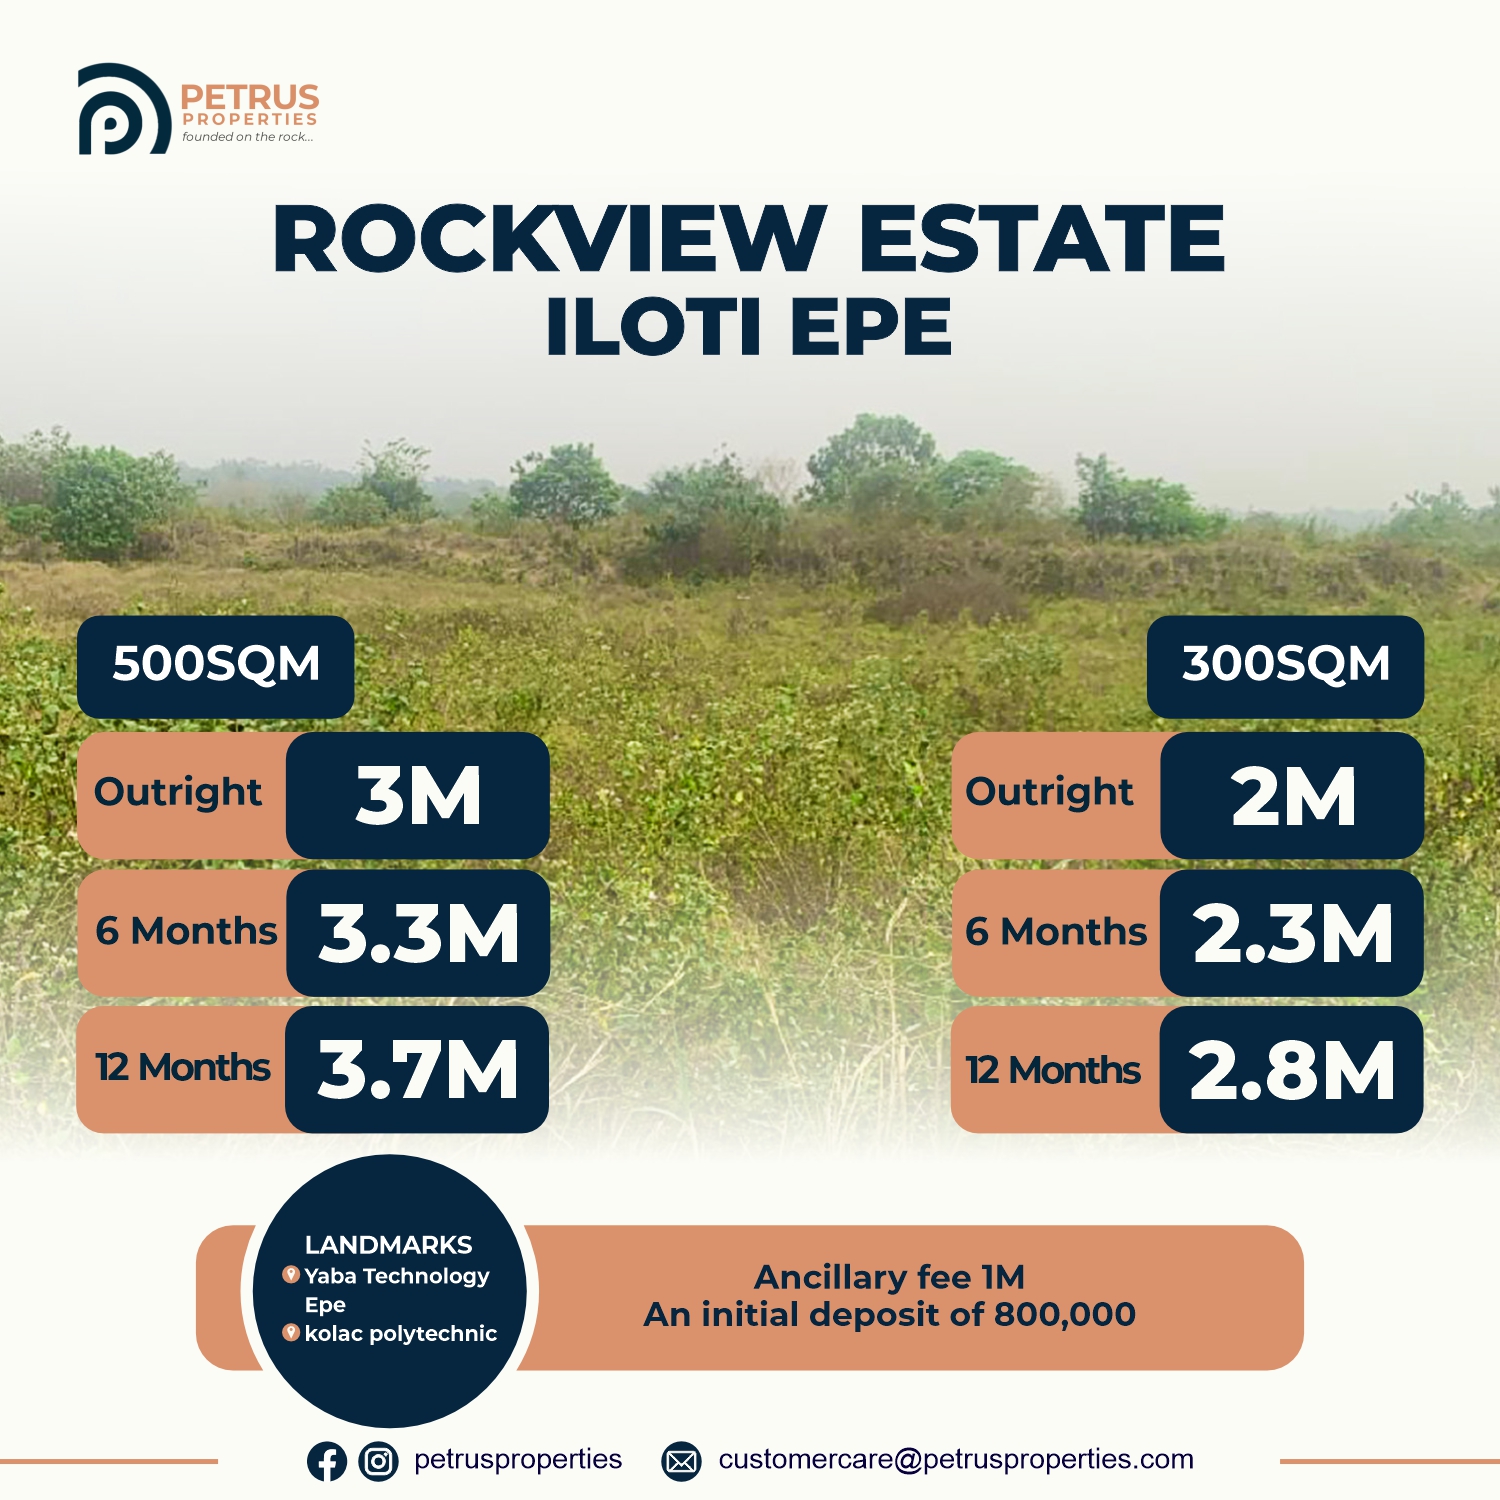 PETRUS
PROPERTIES
founded on the rock...
ROCKVIEW ESTATE
ILOTI EPE
500SQM
Outright 3M
6 Months 3.3M
12 Months 3.7M
300SQM
Outright 2M
6 Months 2.3M
12 Months 2.8M
LANDMARKS
Yaba Technology
Epe
kolac polytechnic
Ancillary fee 1M
An initial deposit of 800,000
petrusproperties
customercare@petrusproperties.com